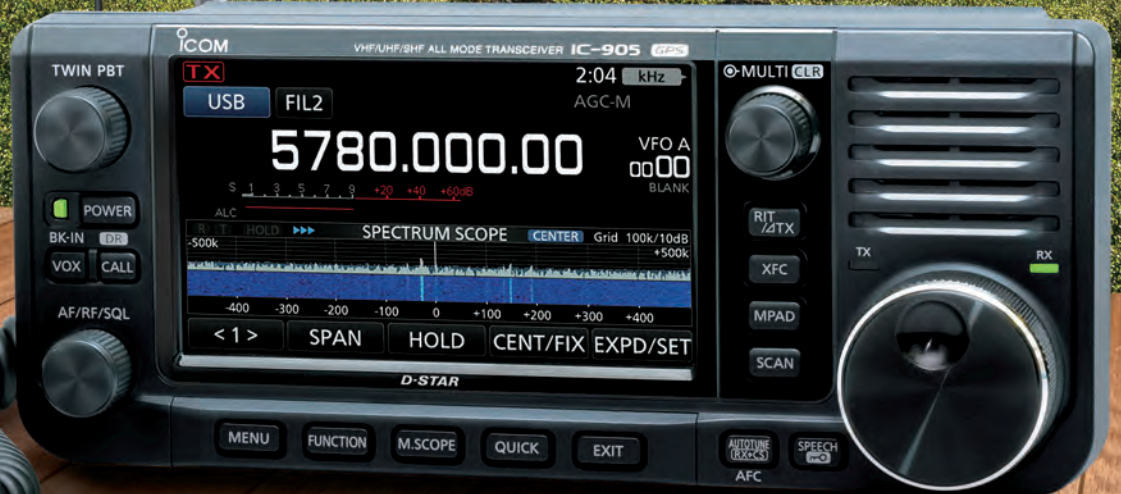 ICOM
VHF/UHF/SHF ALL MODE TRANSCEIVER IC-905 GPS
TWIN PBT
TX
2:04 kHz
MULTI CLR
USB FIL2
AGC-M
5780.000.00
VFO A
00
00
BLANK
S 1 3 5 7 9 +20 +40 +60dB
ALC
POWER
R T HOLD
SPECTRUM SCOPE CENTER Grid 100k/10dB
-500k
+500k
BK-IN DR
VOX CALL
RIT
/⊿TX
TX
RX
XFC
-400 -300 -200 -100 0 +100 +200 +300 +400
AF/RF/SQL
MPAD
<1> SPAN HOLD CENT/FIX EXPD/SET
SCAN
D-STAR
MENU FUNCTION M.SCOPE QUICK EXIT
AUTOTUNE
(RX→CS)
SPEECH
AFC